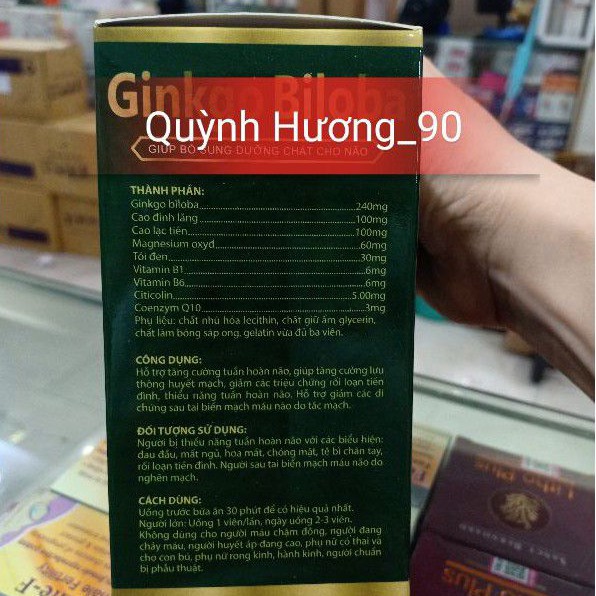 Ginkgo Biloba
Quỳnh Hương_90
GIÚP BỔ SUNG DƯỠNG CHẤT CHO NÃO
THÀNH PHẦN:
Ginkgo biloba...........240mg
Cao đinh lăng...........100mg
Cao lạc tiên...........100mg
Magnesium oxyd...........60mg
Tỏi đen...........30mg
Vitamin B1...........6mg
Vitamin B6...........6mg
Citicolin...........5.00mg
Coenzym Q10...........3mg
Phụ liệu: chất nhũ hóa lecithin, chất giữ ẩm glycerin,
chất làm bóng sáp ong, gelatin vừa đủ ba viên.
CÔNG DỤNG:
Hỗ trợ tăng cường tuần hoàn não, giúp tăng cường lưu
thông huyết mạch, giảm các triệu chứng rối loạn tiền
đình, thiểu năng tuần hoàn não. Hỗ trợ giảm các di
chứng sau tai biến mạch máu não do tắc mạch.
ĐỐI TƯỢNG SỬ DỤNG:
Người bị thiểu năng tuần hoàn não với các biểu hiện:
đau đầu, mất ngủ, hoa mắt, chóng mặt, tê bì chân tay,
rối loạn tiền đình. Người sau tai biến mạch máu não do
nghẽn mạch.
CÁCH DÙNG:
Uống trước bữa ăn 30 phút để có hiệu quả nhất.
Người lớn: Uống 1 viên/lần, ngày uống 2-3 viên.
Không dùng cho người máu chậm đông, người đang
chảy máu, người huyết áp đang cao, phụ nữ có thai và
cho con bú, phụ nữ rong kinh, hành kinh, người chuẩn
bị phẫu thuật.